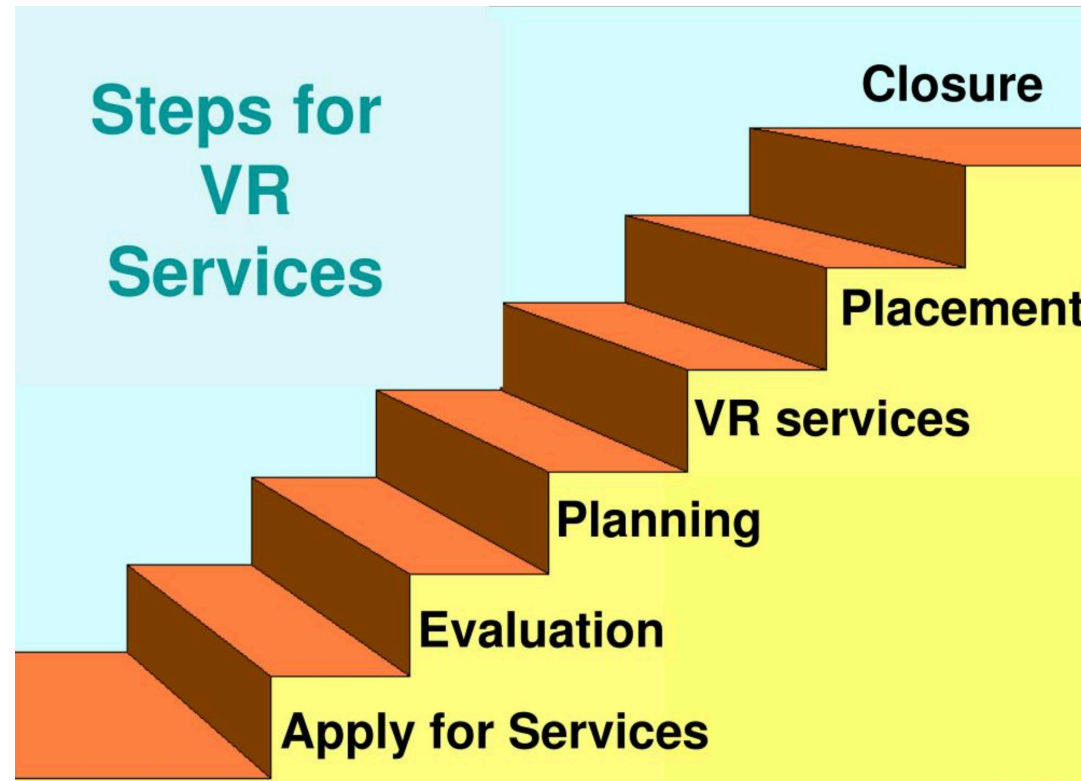 Steps for
VR
Services
Closure
Placement
VR services
Planning
Evaluation
Apply for Services